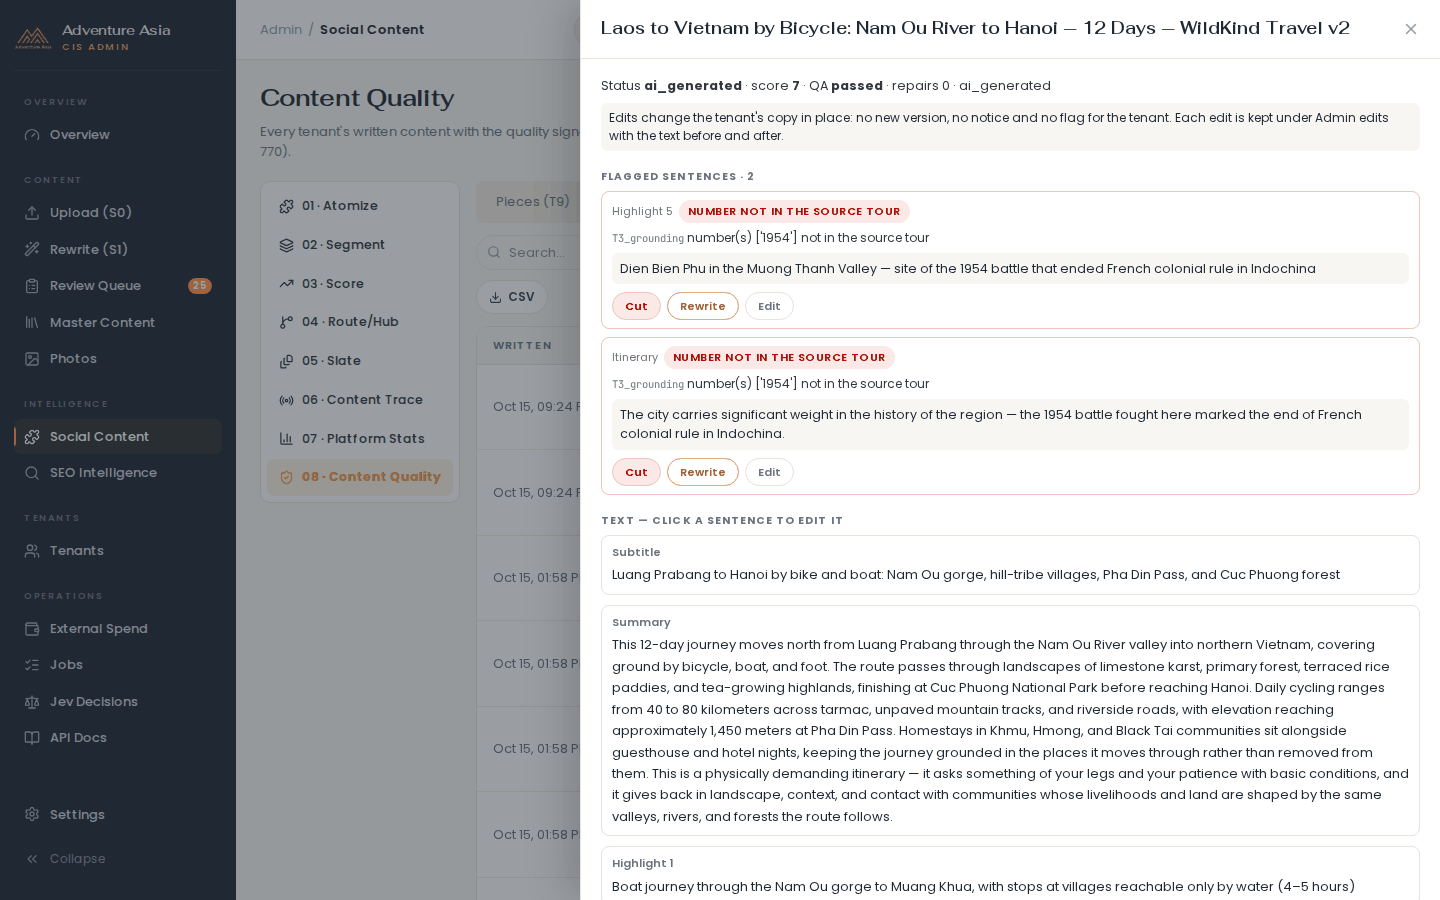 Adventure Asia
CIS ADMIN
OVERVIEW
Overview
CONTENT
Upload (S0)
Rewrite (S1)
Review Queue 25
Master Content
Photos
INTELLIGENCE
Social Content
SEO Intelligence
TENANTS
Tenants
OPERATIONS
External Spend
Jobs
Jev Decisions
API Docs
Settings
Collapse
Admin / Social Content
Content Quality
Every tenant's written content with the quality sign
770).
01 · Atomize
02 · Segment
03 · Score
04 · Route/Hub
05 · Slate
06 · Content Trace
07 · Platform Stats
08 · Content Quality
Pieces (T9)
Search...
CSV
WRITTEN
Oct 15, 09:24 P
Oct 15, 09:24 F
Oct 15, 01:58 P
Oct 15, 01:58 P
Oct 15, 01:58 P
Oct 15, 01:58 P
Laos to Vietnam by Bicycle: Nam Ou River to Hanoi — 12 Days — WildKind Travel v2
Status ai_generated · score 7 · QA passed · repairs 0 · ai_generated
Edits change the tenant's copy in place: no new version, no notice and no flag for the tenant. Each edit is kept under Admin edits
with the text before and after.
FLAGGED SENTENCES · 2
Highlight 5 NUMBER NOT IN THE SOURCE TOUR
T3_grounding number(s) ['1954'] not in the source tour
Dien Bien Phu in the Muong Thanh Valley — site of the 1954 battle that ended French colonial rule in Indochina
Cut Rewrite Edit
Itinerary NUMBER NOT IN THE SOURCE TOUR
T3_grounding number(s) ['1954'] not in the source tour
The city carries significant weight in the history of the region — the 1954 battle fought here marked the end of French
colonial rule in Indochina.
Cut Rewrite Edit
TEXT — CLICK A SENTENCE TO EDIT IT
Subtitle
Luang Prabang to Hanoi by bike and boat: Nam Ou gorge, hill-tribe villages, Pha Din Pass, and Cuc Phuong forest
Summary
This 12-day journey moves north from Luang Prabang through the Nam Ou River valley into northern Vietnam, covering
ground by bicycle, boat, and foot. The route passes through landscapes of limestone karst, primary forest, terraced rice
paddies, and tea-growing highlands, finishing at Cuc Phuong National Park before reaching Hanoi. Daily cycling ranges
from 40 to 80 kilometers across tarmac, unpaved mountain tracks, and riverside roads, with elevation reaching
approximately 1,450 meters at Pha Din Pass. Homestays in Khmu, Hmong, and Black Tai communities sit alongside
guesthouse and hotel nights, keeping the journey grounded in the places it moves through rather than removed from
them. This is a physically demanding itinerary — it asks something of your legs and your patience with basic conditions, and
it gives back in landscape, context, and contact with communities whose livelihoods and land are shaped by the same
valleys, rivers, and forests the route follows.
Highlight 1
Boat journey through the Nam Ou gorge to Muang Khua, with stops at villages reachable only by water (4–5 hours)